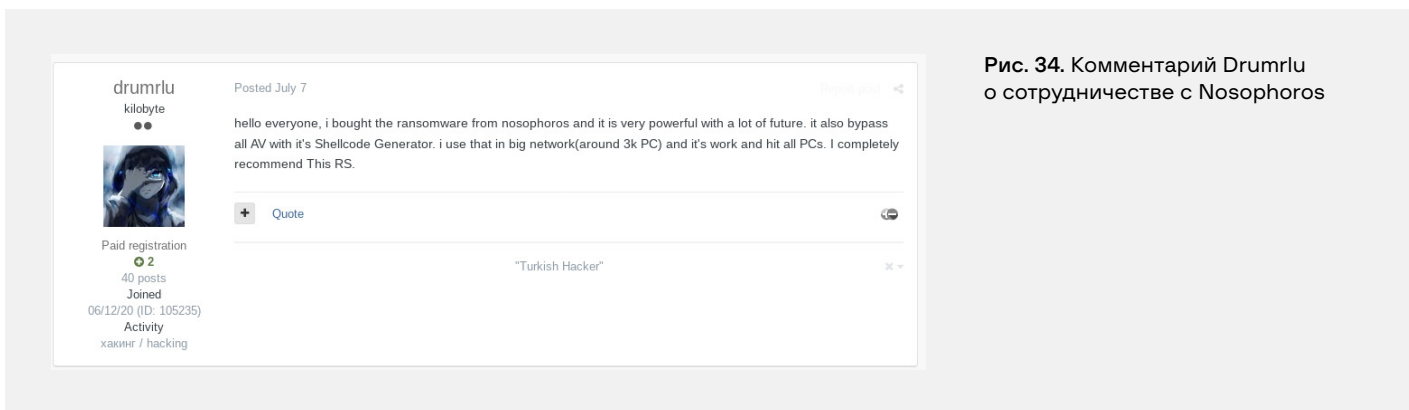 drumrlu
kilobyte
Paid registration
2
40 posts
Joined
06/12/20 (ID: 105235)
Activity
хакинг / hacking
Posted July 7
Report post
hello everyone, i bought the ransomware from nosophoros and it is very powerful with a lot of future. it also bypass
all AV with it's Shellcode Generator. i use that in big network(around 3k PC) and it's work and hit all PCs. I completely
recommend This RS.
Quote
"Turkish Hacker"
Рис. 34. Комментарий Drumrlu
о сотрудничестве с Nosophoros